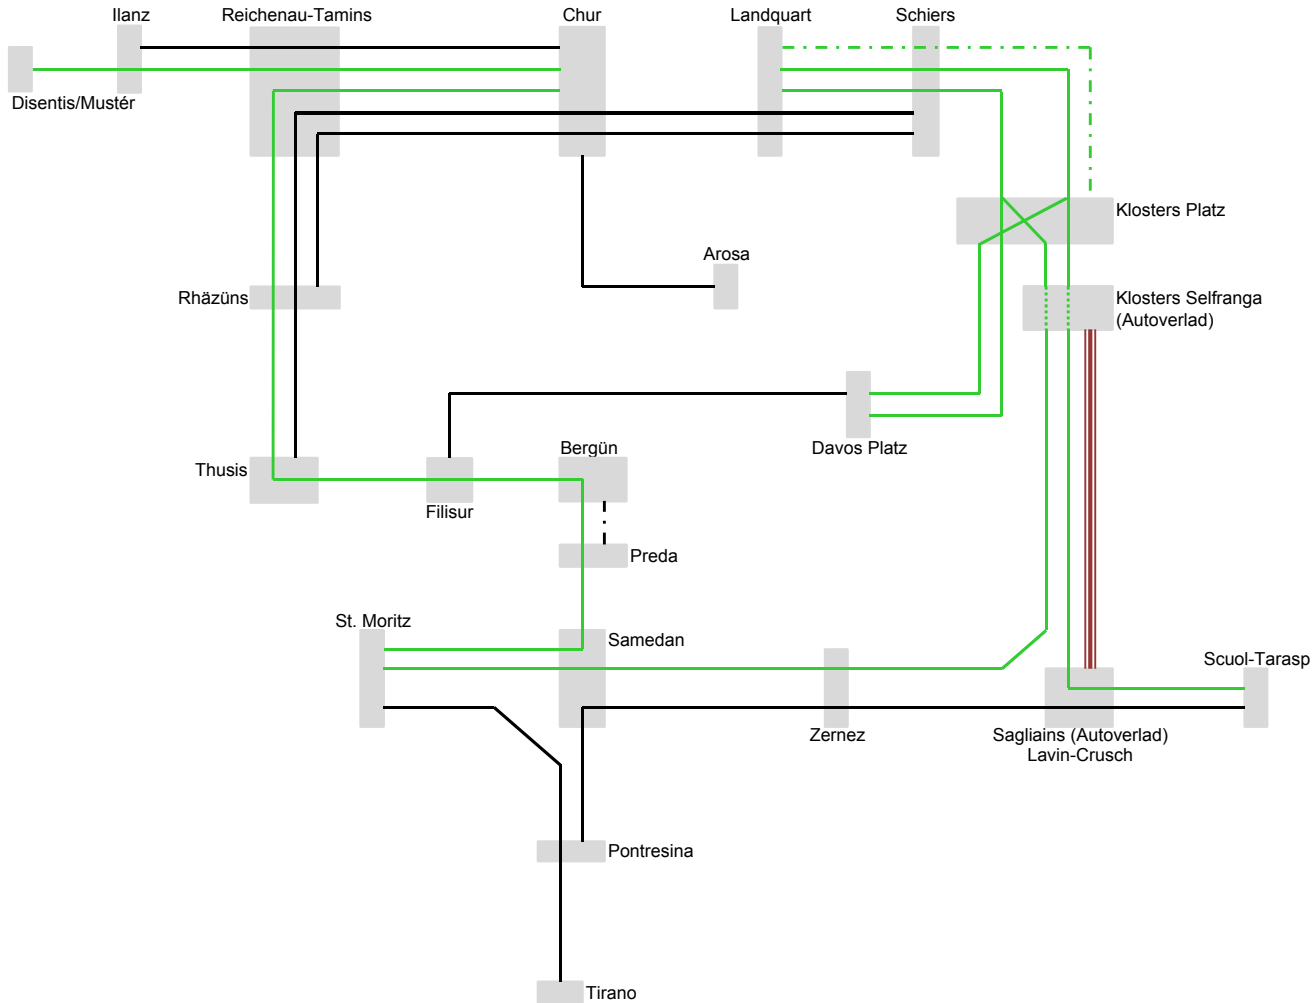 Ilanz
Reichenau-Tamins
Chur
Landquart
Schiers
Disentis/Mustér
Klosters Platz
Arosa
Rhäzüns
Klosters Selfranga
(Autoverlad)
Davos Platz
Bergün
Thusis
Filisur
Preda
St. Moritz
Samedan
Scuol-Tarasp
Zernez
Sagliains (Autoverlad)
Lavin-Crusch
Pontresina
Tirano